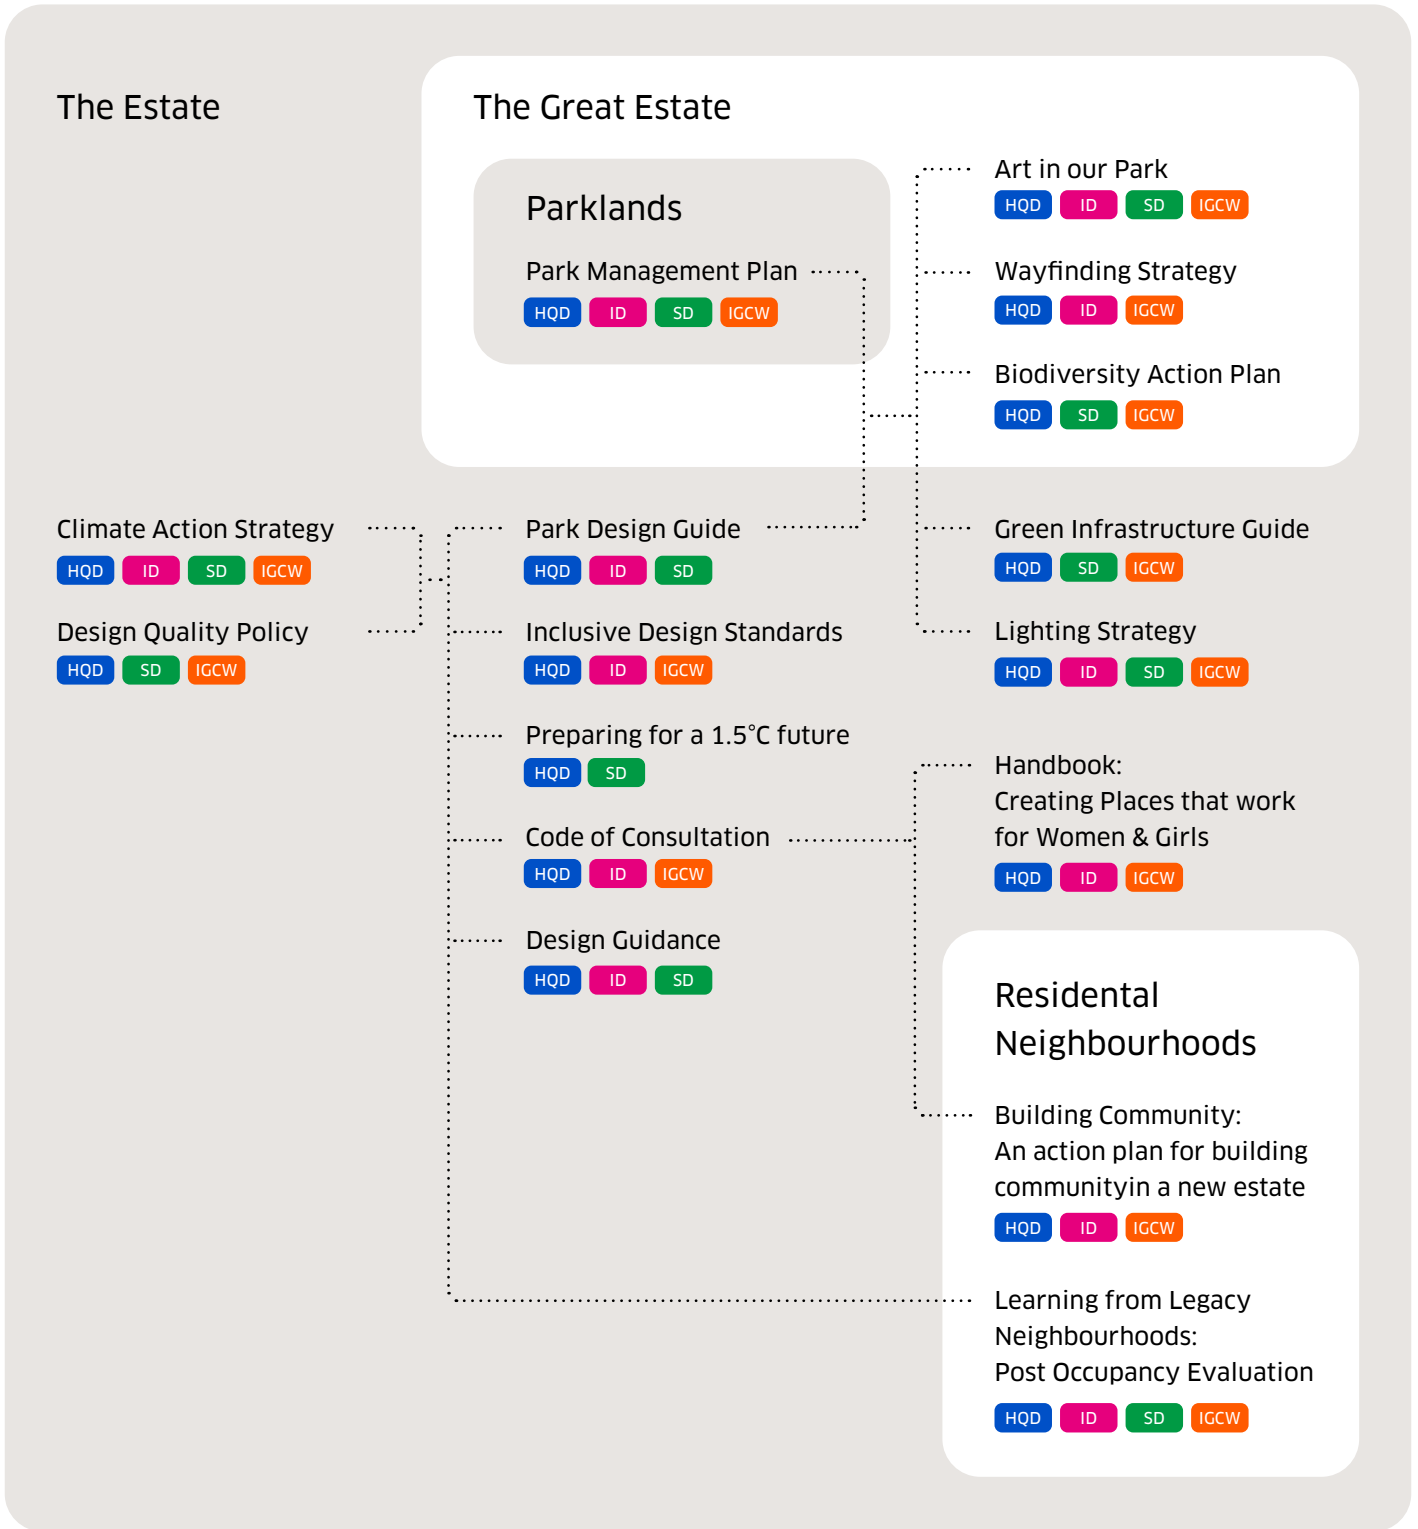 The Estate
The Great Estate
Parklands
Park Management Plan
HQD ID SD IGCW
Art in our Park
HQD ID SD IGCW
Wayfinding Strategy
HQD ID IGCW
Biodiversity Action Plan
HQD SD IGCW
Climate Action Strategy
HQD ID SD IGCW
Design Quality Policy
HQD SD IGCW
Park Design Guide
HQD ID SD
Inclusive Design Standards
HQD ID IGCW
Preparing for a 1.5°C future
HQD SD
Code of Consultation
HQD ID IGCW
Design Guidance
HQD ID SD
Green Infrastructure Guide
HQD SD IGCW
Lighting Strategy
HQD ID SD IGCW
Handbook:
Creating Places that work
for Women & Girls
HQD ID IGCW
Residental
Neighbourhoods
Building Community:
An action plan for building
communityin a new estate
HQD ID IGCW
Learning from Legacy
Neighbourhoods:
Post Occupancy Evaluation
HQD ID SD IGCW